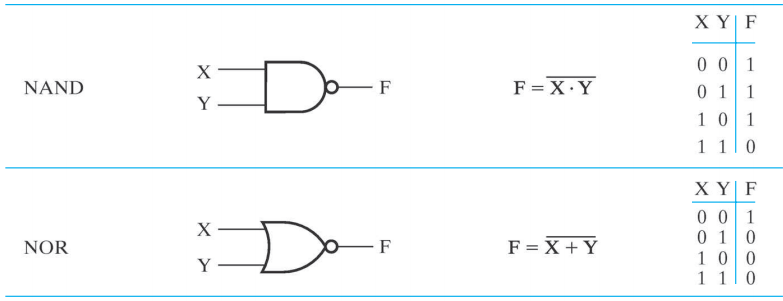 X Y F
NAND X Y F F = \overline{X · Y}
0 0 1
0 1 1
1 0 1
1 1 0
X Y F
NOR X Y F F = \overline{X + Y}
0 0 1
0 1 0
1 0 0
1 1 0